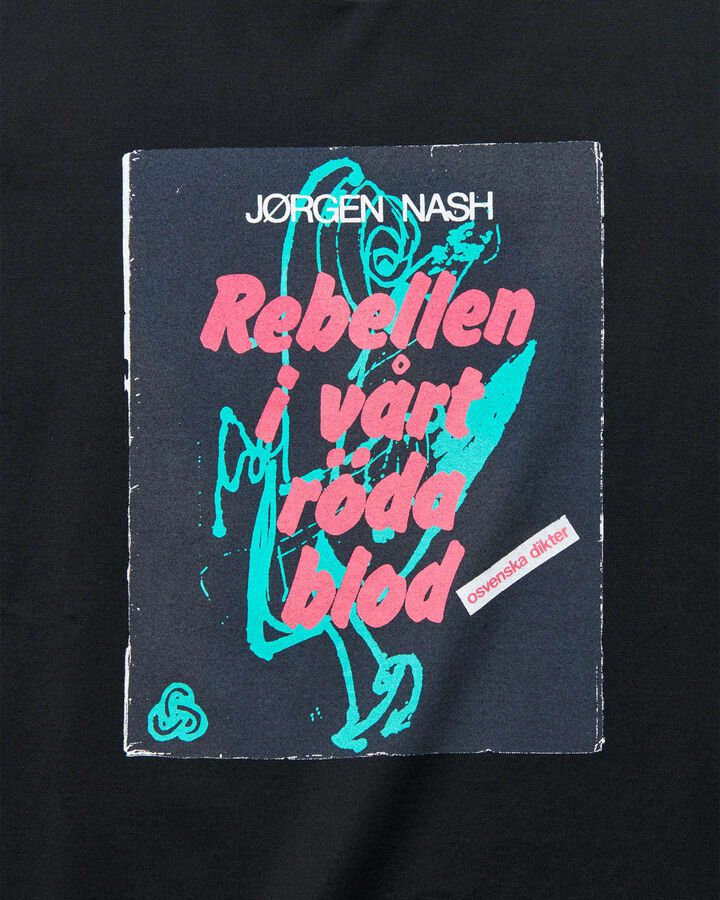 JØRGEN NASH
Rebellen
i vårt
röda
blod
osvenska dikter